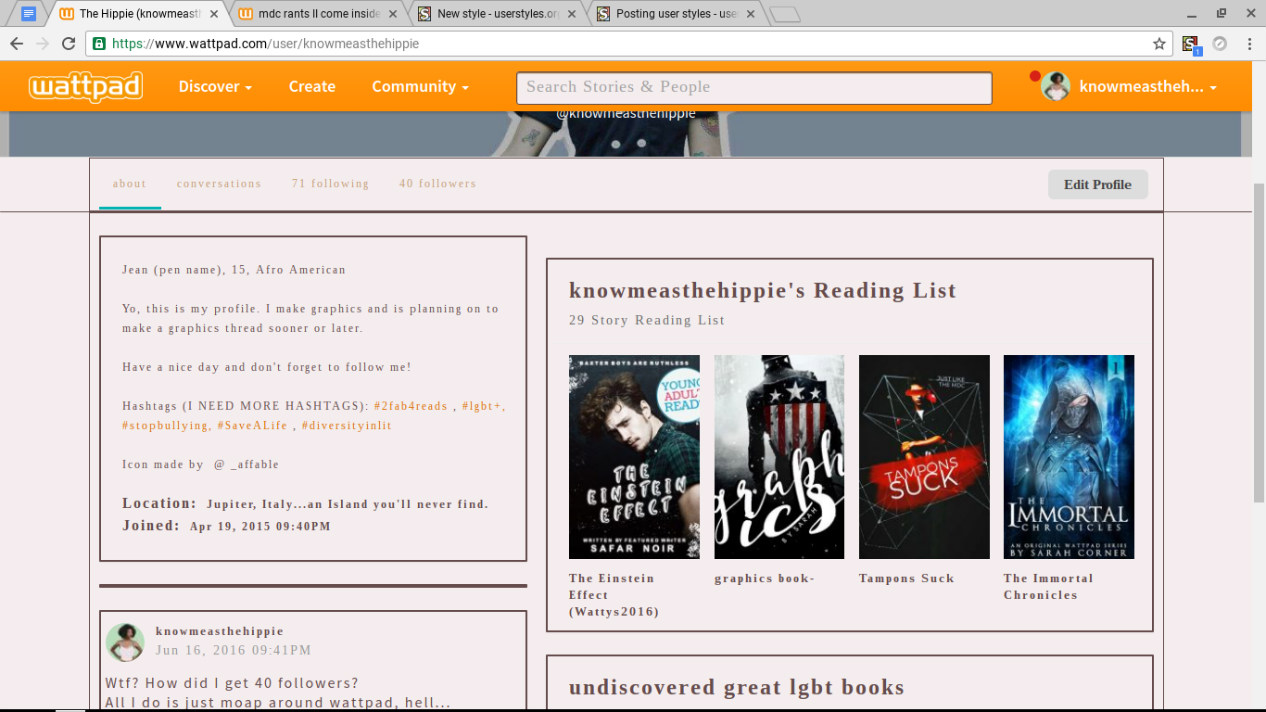 The Hippie (knowmeasth
mdc rants II come inside
New style - userstyles.or
Posting user styles - use
https://www.wattpad.com/user/knowmeasthehippie
wattpad
Discover
Create
Community
Search Stories & People
knowmeastheh...
@knowmeasthehippie
about
conversations
71 following
40 followers
Edit Profile
Jean (pen name), 15, Afro American
Yo, this is my profile. I make graphics and is planning on to
make a graphics thread sooner or later.
Have a nice day and don't forget to follow me!
Hashtags (I NEED MORE HASHTAGS): #2fab4reads , #lgbt+,
#stopbullying, #SaveALife , #diversityinlit
Icon made by @ _affable
Location: Jupiter, Italy...an Island you'll never find.
Joined: Apr 19, 2015 09:40PM
knowmeasthehippie
Jun 16, 2016 09:41PM
Wtf? How did I get 40 followers?
All I do is just moap around wattpad, hell...
knowmeasthehippie's Reading List
29 Story Reading List
BAXTER BOYS ARE RUTHLESS
YOUNG
ADULT
READ
THE
EINSTEIN
EFFECT
WRITTEN BY FEATURED WRITER
SAFAR NOIR
graphics
BY SARAH
JUST LIKE
THE MDC
TAMPONS
SUCK
1
THE
IMMORTAL
CHRONICLES
AN ORIGINAL WATTPAD SERIES
BY SARAH CORNER
The Einstein
Effect
(Wattys2016)
graphics book-
Tampons Suck
The Immortal
Chronicles
undiscovered great lgbt books